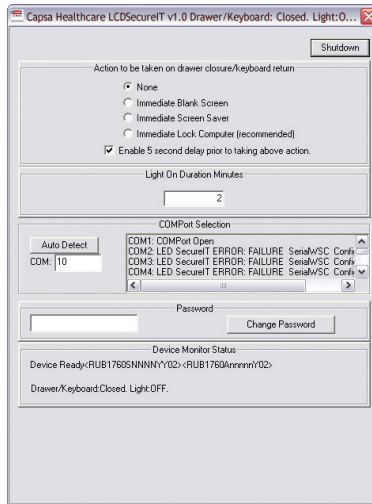 Capsa Healthcare LCDSecureIT v1.0 Drawer/Keyboard: Closed. Light:O...
Shutdown
Action to be taken on drawer closure/keyboard return
None
Immediate Blank Screen
Immediate Screen Saver
Immediate Lock Computer (recommended)
Enable 5 second delay prior to taking above action.
Light On Duration Minutes
2
COMPort Selection
Auto Detect
COM: 10
COM1: COMPort Open
COM2: LED SecureIT ERROR: FAILURE SerialWSC Config
COM3: LED SecureIT ERROR: FAILURE SerialWSC Config
COM4: LED SecureIT ERROR: FAILURE SerialWSC Config
Password
Change Password
Device Monitor Status
Device Ready<RUB1760SNNNNYY02><RUB1760AnnnnnY02>
Drawer/Keyboard:Closed. Light:OFF.